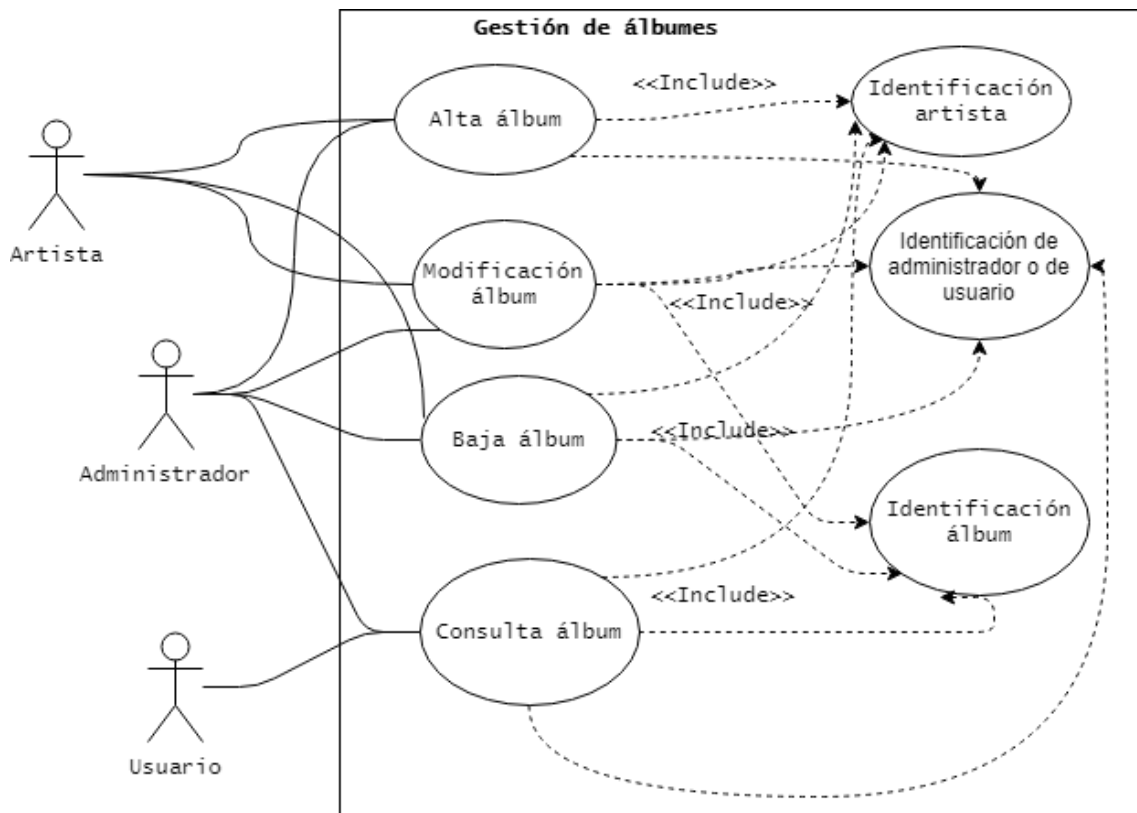 Gestión de álbumes
<<Include>>
Identificación
artista
Alta álbum
Artista
Identificación de
administrador o de
usuario
Modificación
álbum
<<Include>>
Administrador
Baja álbum
<<Include>>
Identificación
álbum
<<Include>>
Consulta álbum
Usuario